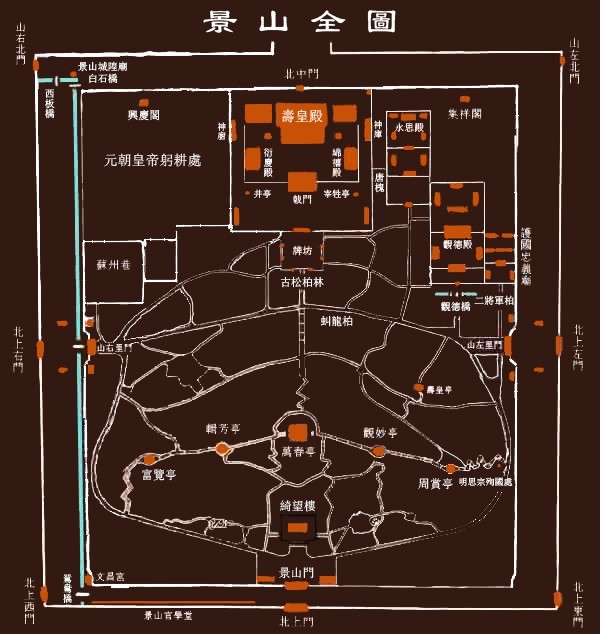 景山全圖
山右北門
山左北門
景山城隍廟
白石橋
北中門
西板橋
興慶閣
壽皇殿
神廚
神庫
永思殿
集祥閣
元朝皇帝躬耕處
衍慶殿
綿禧殿
唐槐
井亭
戟門
宰牲亭
護國忠義廟
觀德殿
牌坊
蘇州巷
古松柏林
觀德橋
二將軍柏
虯龍柏
北上右門
山右里門
山左里門
北上左門
壽皇亭
輯芳亭
萬春亭
觀妙亭
富覽亭
周賞亭
明思宗殉國處
綺望樓
景山門
文昌宮
鴛鴦橋
北上西門
北上東門
景山官學堂
北上門